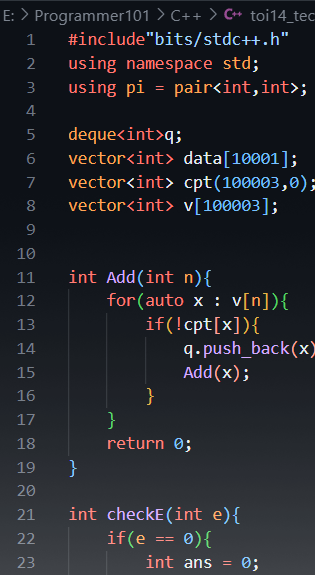 E: > Programmer101 > C++ > toi14_tec
1 #include"bits/stdc++.h"
2 using namespace std;
3 using pi = pair<int,int>;
4
5 deque<int>q;
6 vector<int> data[10001];
7 vector<int> cpt(100003,0);
8 vector<int> v[100003];
9
10
11 int Add(int n){
12     for(auto x : v[n]){
13         if(!cpt[x]){
14             q.push_back(x)
15             Add(x);
16         }
17     }
18     return 0;
19 }
20
21 int checkE(int e){
22     if(e == 0){
23         int ans = 0;